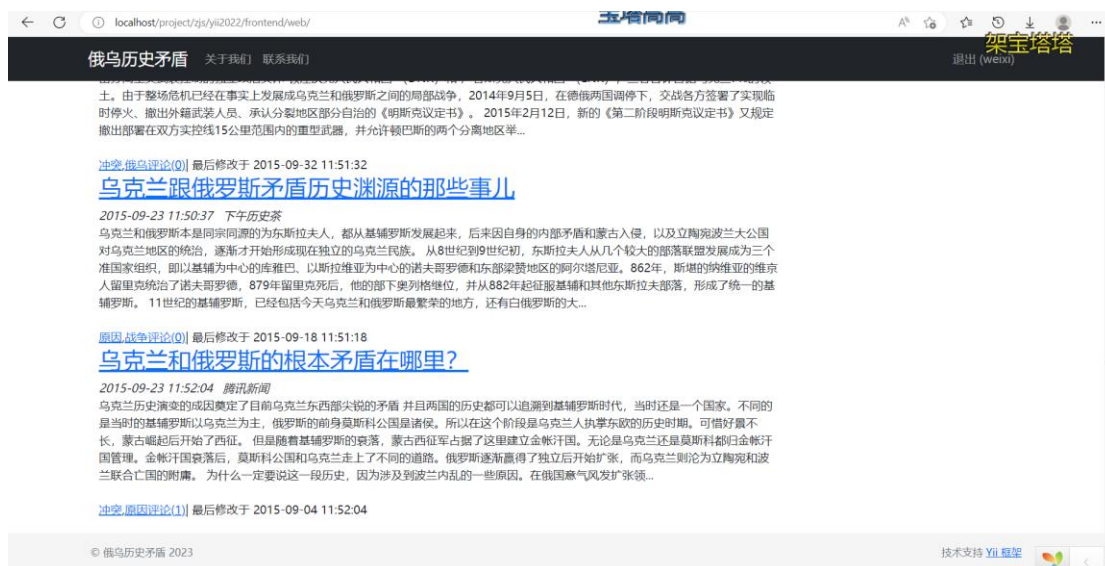 localhost/project/zjs/yii2022/frontend/web/
俄乌历史矛盾 关于我们 联系我们
架宝塔塔
退出 (weixi)
土。由于整场危机已经在事实上发展成乌克兰和俄罗斯之间的局部战争，2014年9月5日，在德俄两国调停下，交战各方签署了实现临
时停火、撤出外籍武装人员、承认分裂地区部分自治的《明斯克议定书》。 2015年2月12日，新的《第二阶段明斯克议定书》又规定
撤出部署在双方实控线15公里范围内的重型武器，并允许顿巴斯的两个分离地区举...
冲突,俄乌评论(0)| 最后修改于 2015-09-32 11:51:32
乌克兰跟俄罗斯矛盾历史渊源的那些事儿
2015-09-23 11:50:37 下午历史茶
乌克兰和俄罗斯本是同宗同源的为东斯拉夫人，都从基辅罗斯发展起来，后来因自身的内部矛盾和蒙古入侵，以及立陶宛波兰大公国
对乌克兰地区的统治，逐渐才开始形成现在独立的乌克兰民族。 从8世纪到9世纪初，东斯拉夫人从几个较大的部落联盟发展成为三个
准国家组织，即以基辅为中心的库雅巴、以斯拉维亚为中心的诺夫哥罗德和东部梁赞地区的阿尔塔尼亚。862年，斯堪的纳维亚的维京
人留里克统治了诺夫哥罗德，879年留里克死后，他的部下奥列格继位，并从882年起征服基辅和其他东斯拉夫部落，形成了统一的基
辅罗斯。 11世纪的基辅罗斯，已经包括今天乌克兰和俄罗斯最繁荣的地方，还有白俄罗斯的大...
原因,战争评论(0)| 最后修改于 2015-09-18 11:51:18
乌克兰和俄罗斯的根本矛盾在哪里？
2015-09-23 11:52:04 腾讯新闻
乌克兰历史演变的成因奠定了目前乌克兰东西部尖锐的矛盾 并且两国的历史都可以追溯到基辅罗斯时代，当时还是一个国家。不同的
是当时的基辅罗斯以乌克兰为主，俄罗斯的前身莫斯科公国是诸侯。所以在这个阶段是乌克兰人执掌东欧的历史时期。可惜好景不
长，蒙古崛起后开始了西征。 但是随着基辅罗斯的衰落，蒙古西征军占据了这里建立金帐汗国。无论是乌克兰还是莫斯科都归金帐汗
国管理。金帐汗国衰落后，莫斯科公国和乌克兰走上了不同的道路。俄罗斯逐渐赢得了独立后开始扩张，而乌克兰则沦为立陶宛和波
兰联合亡国的附庸。 为什么一定要说这一段历史，因为涉及到波兰内乱的一些原因。在俄国意气风发扩张领...
冲突,原因评论(1)| 最后修改于 2015-09-04 11:52:04
© 俄乌历史矛盾 2023
技术支持 Yii 框架